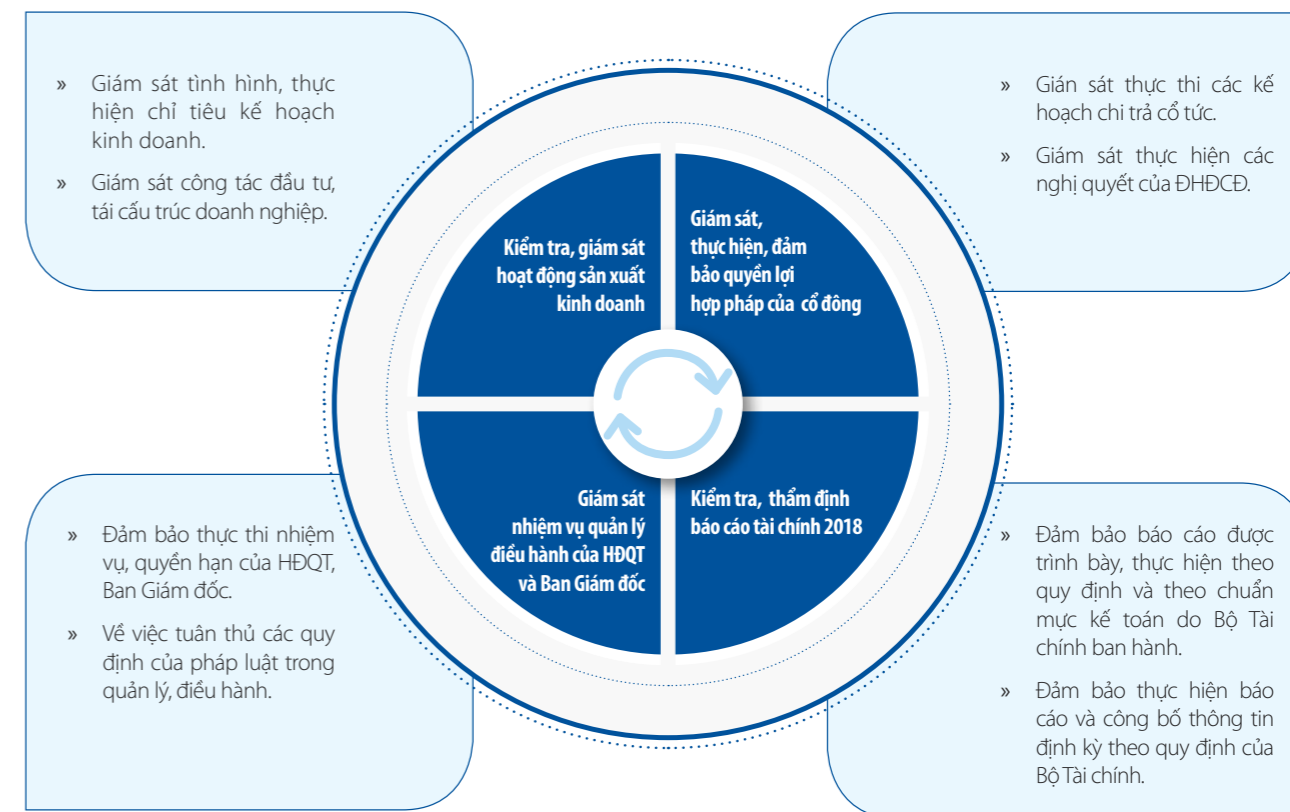 » Giám sát tình hình, thực
hiện chỉ tiêu kế hoạch
kinh doanh.
» Giám sát công tác đầu tư,
tái cấu trúc doanh nghiệp.
» Gián sát thực thi các kế
hoạch chi trả cổ tức.
» Giám sát thực hiện các
nghị quyết của ĐHĐCĐ.
Kiểm tra, giám sát
hoạt động sản xuất
kinh doanh
Giám sát,
thực hiện, đảm
bảo quyền lợi
hợp pháp của cổ đông
Giám sát
nhiệm vụ quản lý
điều hành của HĐQT
và Ban Giám đốc
Kiểm tra, thẩm định
báo cáo tài chính 2018
» Đảm bảo thực thi nhiệm
vụ, quyền hạn của HĐQT,
Ban Giám đốc.
» Về việc tuân thủ các quy
định của pháp luật trong
quản lý, điều hành.
» Đảm bảo báo cáo được
trình bày, thực hiện theo
quy định và theo chuẩn
mực kế toán do Bộ Tài
chính ban hành.
» Đảm bảo thực hiện báo
cáo và công bố thông tin
định kỳ theo quy định của
Bộ Tài chính.